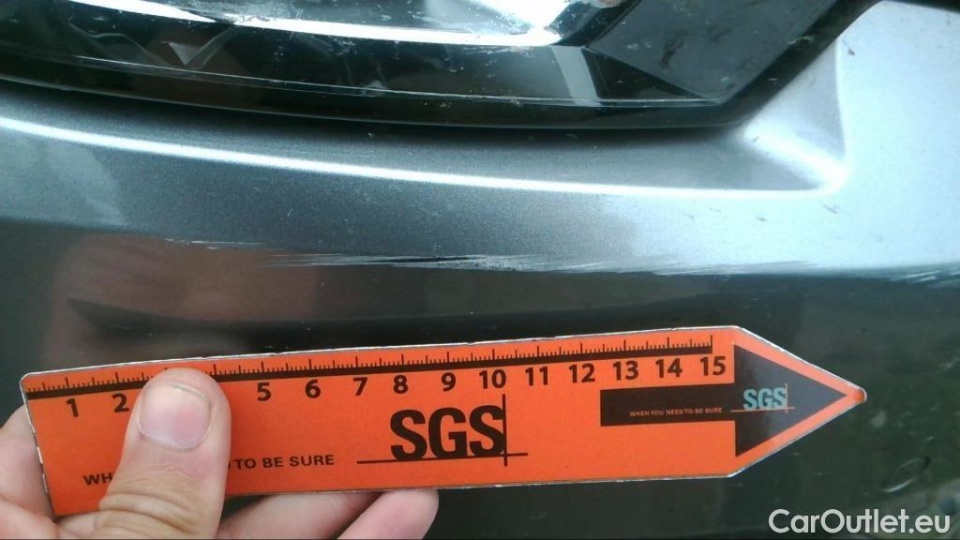 1 2 5 6 7 8 9 10 11 12 13 14 15
SGS
TO BE SURE
WHEN YOU NEED TO BE SURE
SGS
CarOutlet.eu